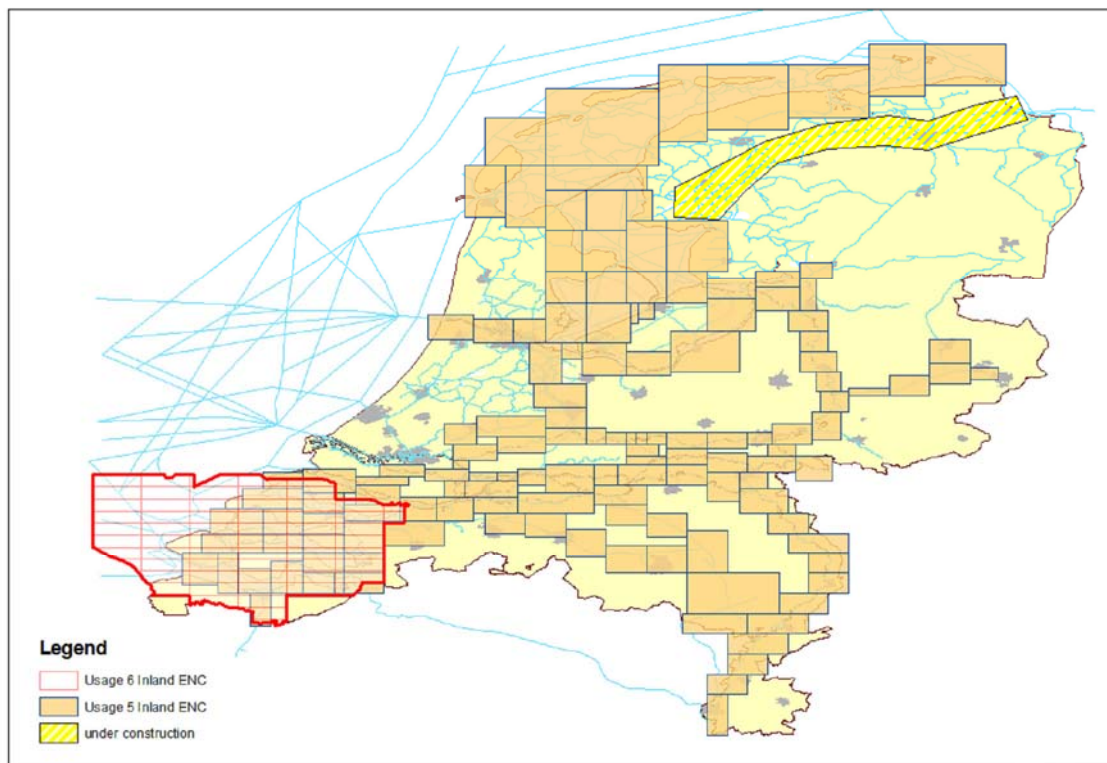 Legend
Usage 6 Inland ENC
Usage 5 Inland ENC
under construction